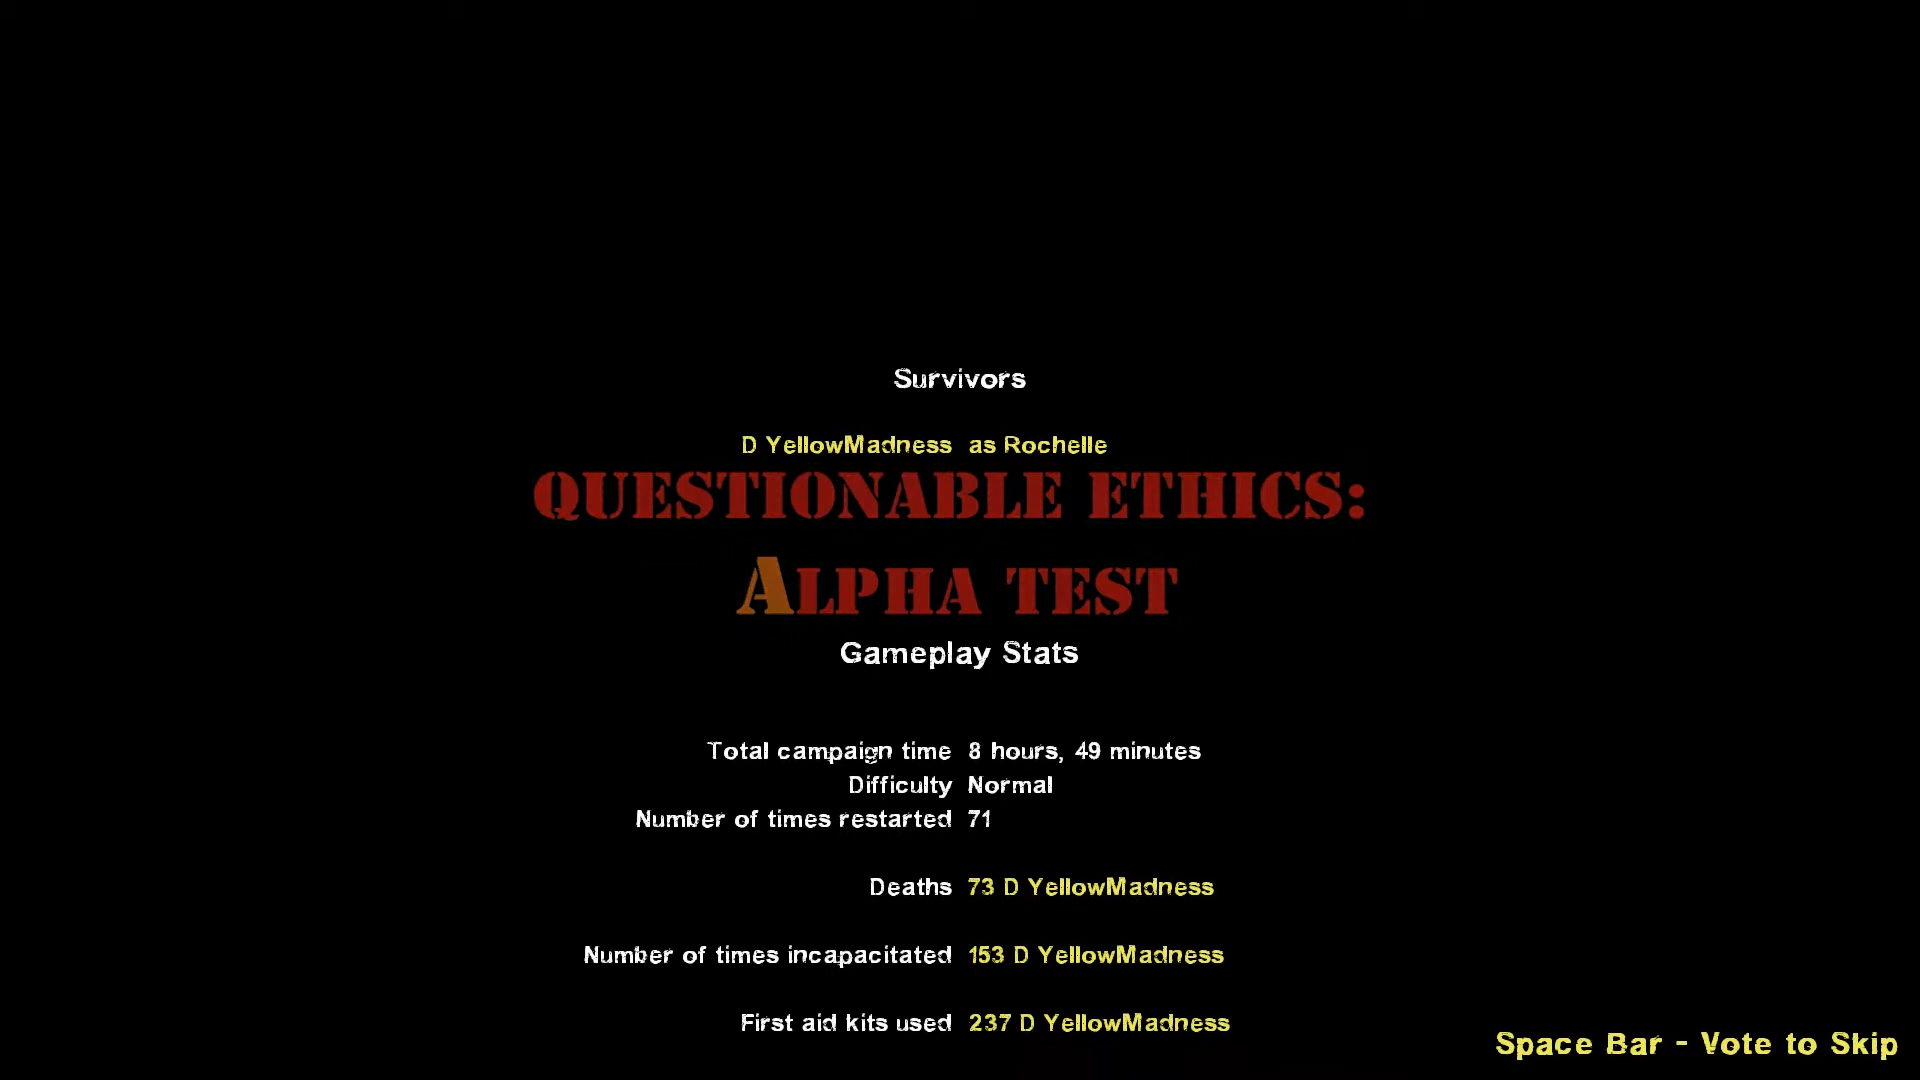 Survivors
D YellowMadness as Rochelle
QUESTIONABLE ETHICS:
ALPHA TEST
Gameplay Stats
Total campaign time 8 hours, 49 minutes
Difficulty Normal
Number of times restarted 71
Deaths 73 D YellowMadness
Number of times incapacitated 153 D YellowMadness
First aid kits used 237 D YellowMadness
Space Bar - Vote to Skip